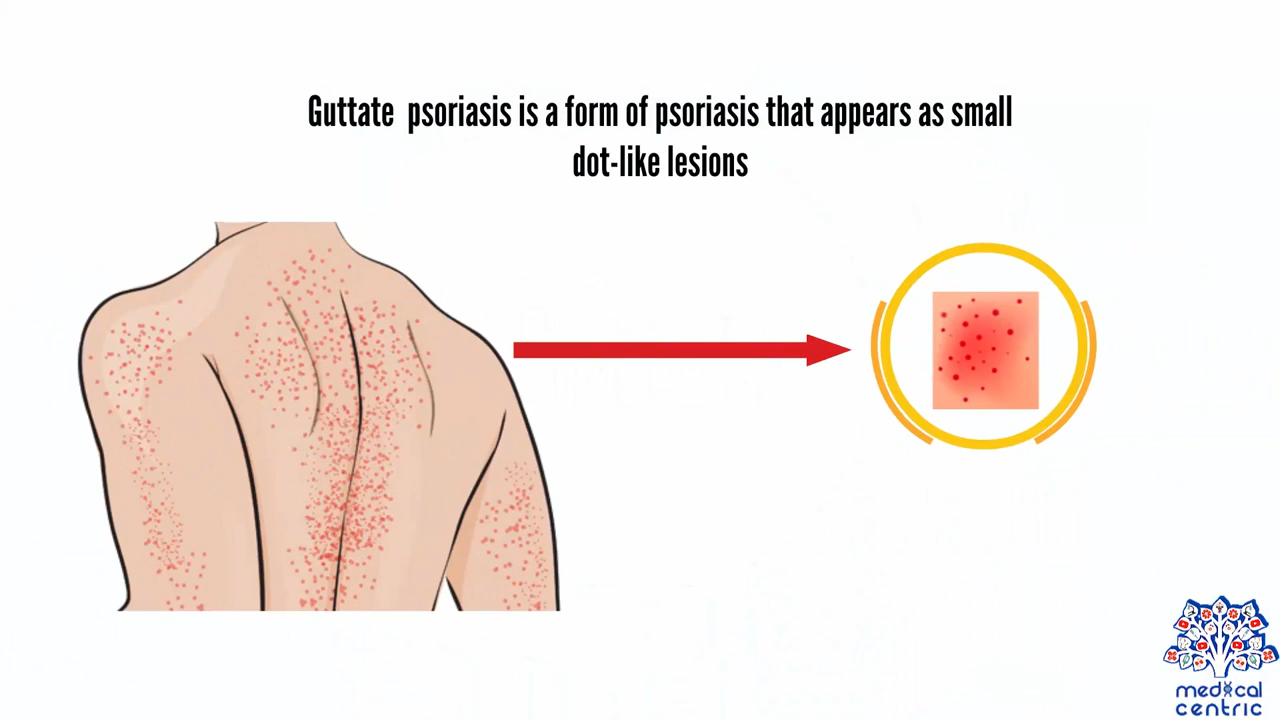 Guttate psoriasis is a form of psoriasis that appears as small
dot-like lesions
medical
centric